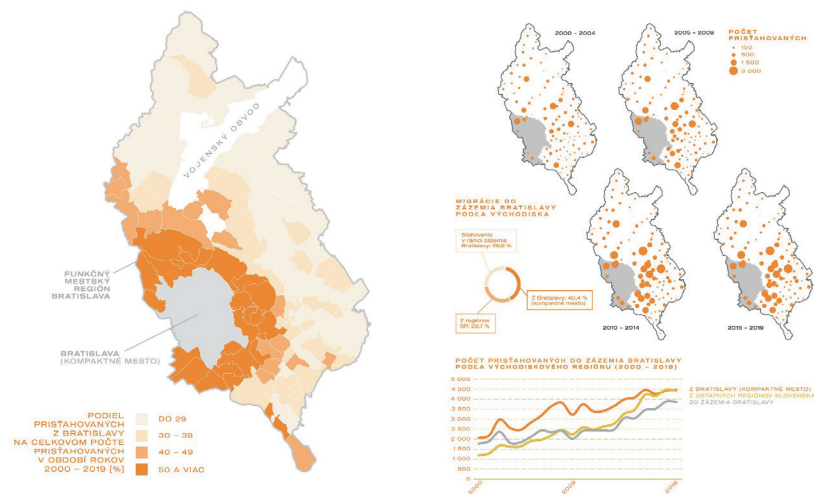 VOJENSKÝ OBVOD
FUNKČNÝ
MESTSKÝ
REGIÓN
BRATISLAVA
BRATISLAVA
(KOMPAKTNÉ MESTO)
PODIEL
PRISŤAHOVANÝCH
Z BRATISLAVY
NA CELKOVOM POČTE
PRISŤAHOVANÝCH
V OBDOBÍ ROKOV
2000 – 2019 [%]
DO 29
30 – 39
40 – 49
50 A VIAC
2000 – 2004
2005 – 2009
POČET
PRISŤAHOVANÝCH
150
500
1 500
3 000
MIGRÁCIE DO
ZÁZEMIA BRATISLAVY
PODĽA VÝCHODISKA
Sťahovanie
v rámci zázemia
Bratislavy:
Z Bratislavy: 40,4 %
(kompaktné mesto)
Z regiónov
SR: 29,7 %
2010 – 2014
2015 – 2019
POČET PRISŤAHOVANÝCH DO ZÁZEMIA BRATISLAVY
PODĽA VÝCHODISKOVÉHO REGIÓNU (2000 – 2019)
5 000
4 500
4 000
3 500
3 000
2 500
2 000
1 500
1 000
500
0
2000
2009
2019
Z BRATISLAVY (KOMPAKTNÉ MESTO)
Z OSTATNÝCH REGIÓNOV SLOVENSKA
ZO ZÁZEMIA BRATISLAVY